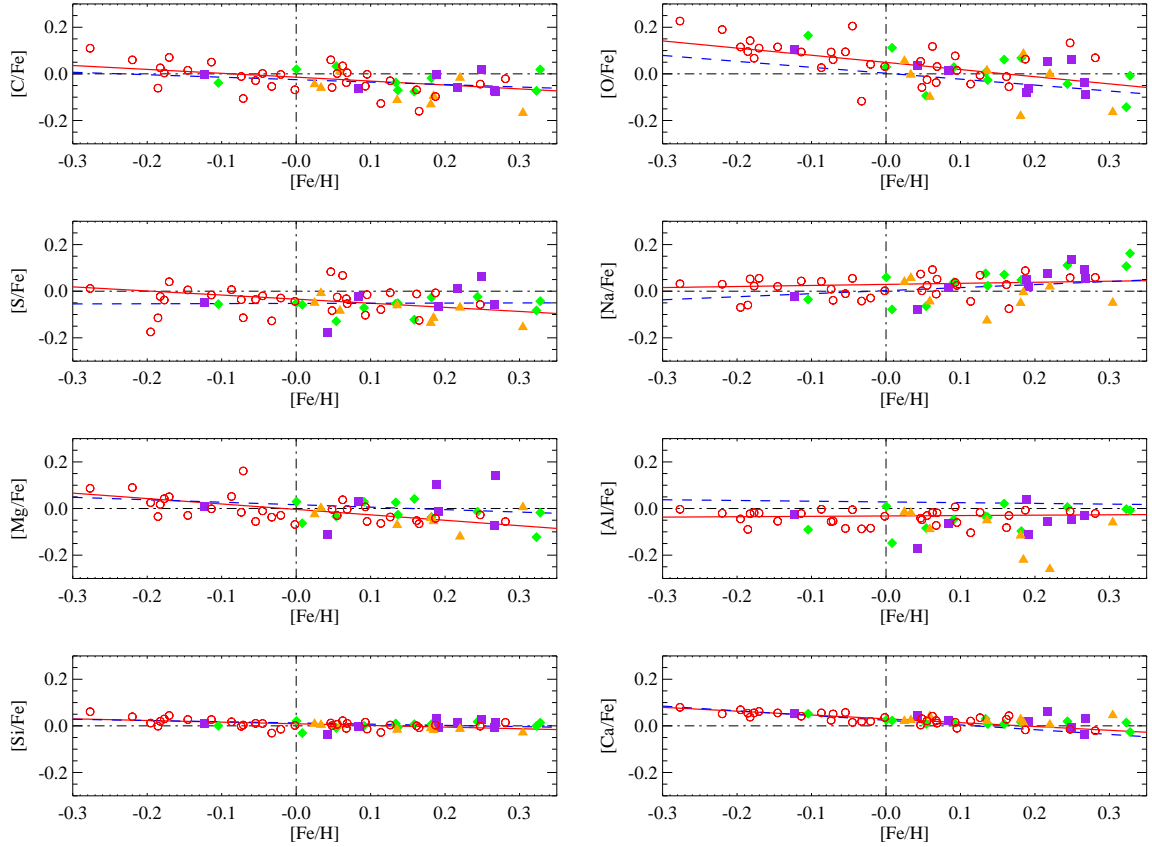 0.2 0.2
[C/Fe] 0.0 [O/Fe] 0.0
-0.2 -0.2
-0.3 -0.2 -0.1 -0.0 0.1 0.2 0.3 -0.3 -0.2 -0.1 0.0 0.1 0.2 0.3
[Fe/H] [Fe/H]
0.2 0.2
[S/Fe] 0.0 [Na/Fe] 0.0
-0.2 -0.2
-0.3 -0.2 -0.1 -0.0 0.1 0.2 0.3 -0.3 -0.2 -0.1 0.0 0.1 0.2 0.3
[Fe/H] [Fe/H]
0.2 0.2
[Mg/Fe] 0.0 [Al/Fe] 0.0
-0.2 -0.2
-0.3 -0.2 -0.1 -0.0 0.1 0.2 0.3 -0.3 -0.2 -0.1 0.0 0.1 0.2 0.3
[Fe/H] [Fe/H]
0.2 0.2
[Si/Fe] 0.0 [Ca/Fe] 0.0
-0.2 -0.2
-0.3 -0.2 -0.1 -0.0 0.1 0.2 0.3 -0.3 -0.2 -0.1 0.0 0.1 0.2 0.3
[Fe/H] [Fe/H]